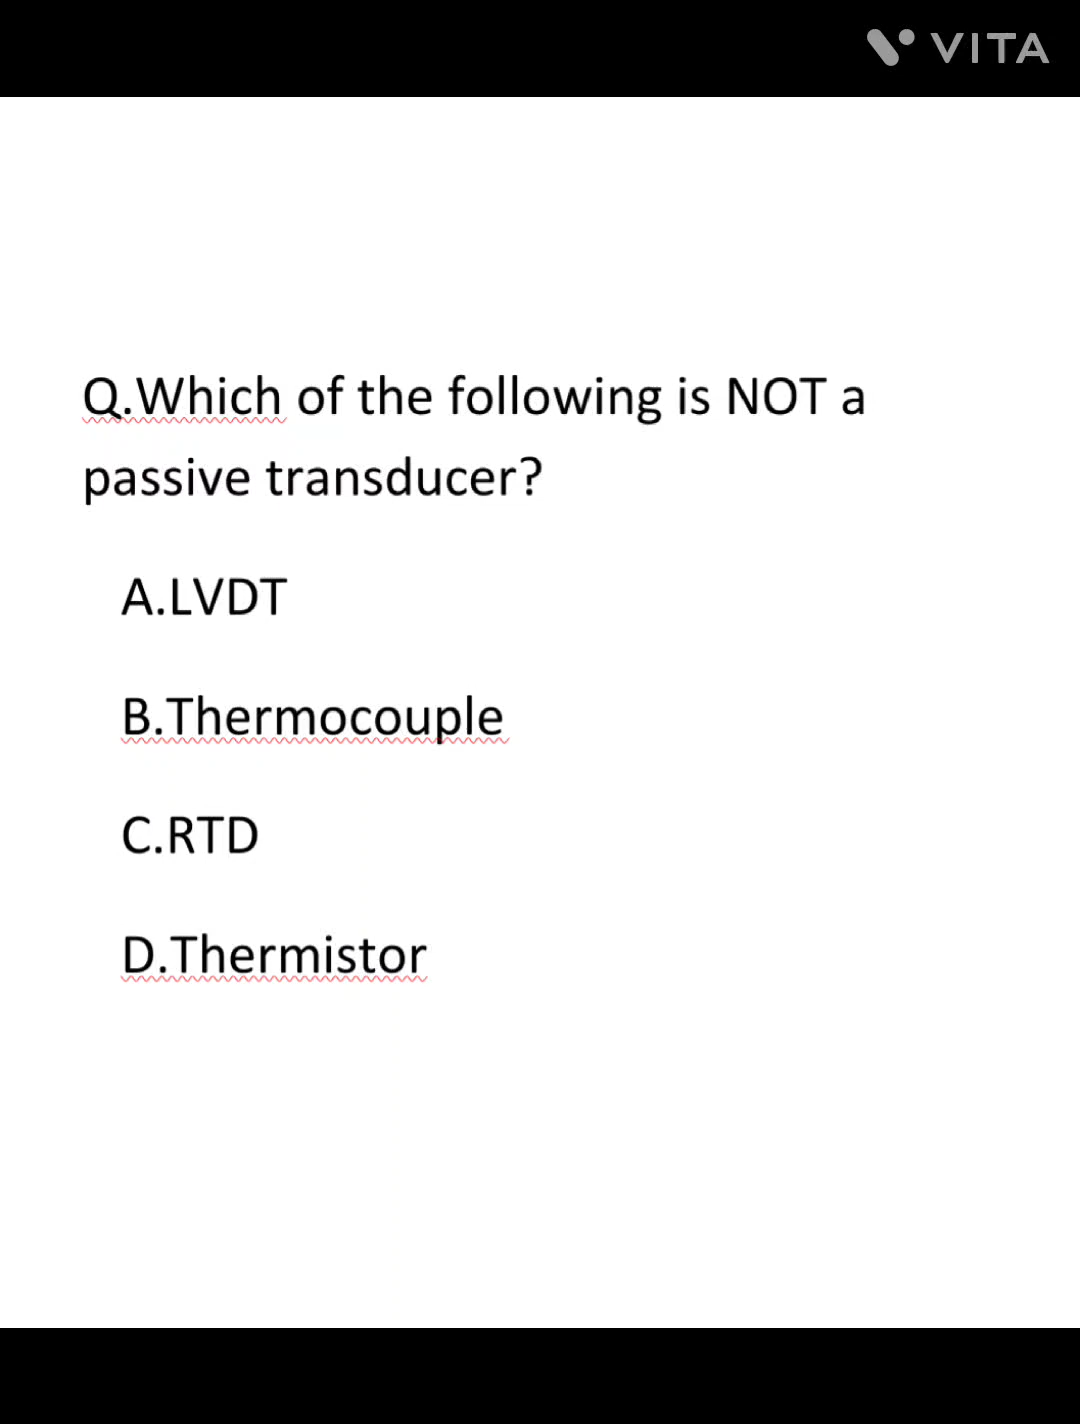 VITA
Q.Which of the following is NOT a
passive transducer?
A.LVDT
B.Thermocouple
C.RTD
D.Thermistor